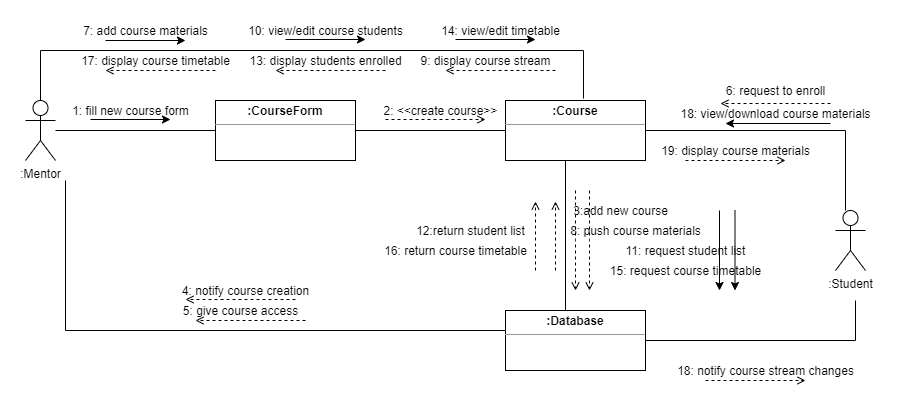 7: add course materials
10: view/edit course students
14: view/edit timetable
17: display course timetable
13: display students enrolled
9: display course stream
6: request to enroll
1: fill new course form
:CourseForm
2: <<create course>>
:Course
18: view/download course materials
19: display course materials
:Mentor
3:add new course
12:return student list
8: push course materials
16: return course timetable
11: request student list
15: request course timetable
:Student
4: notify course creation
5: give course access
:Database
18: notify course stream changes